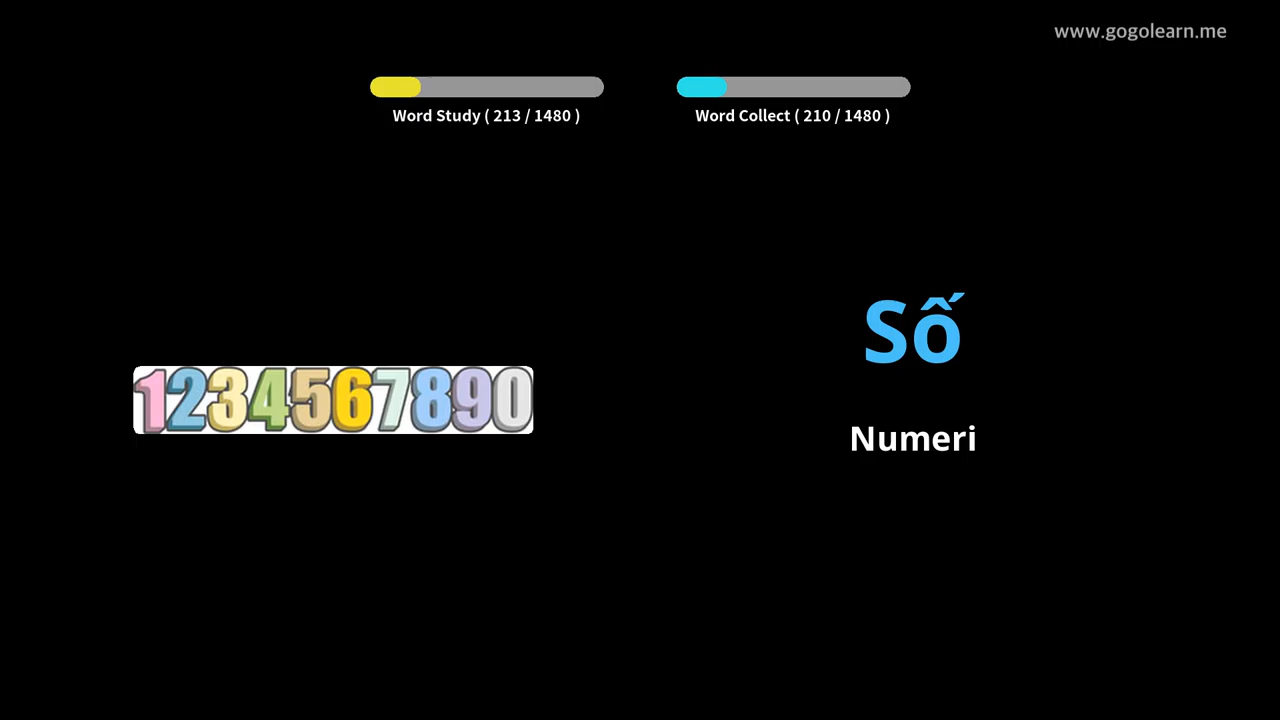 www.gogolearn.me
Word Study ( 213 / 1480 )
Word Collect ( 210 / 1480 )
1234567890
Số
Numeri